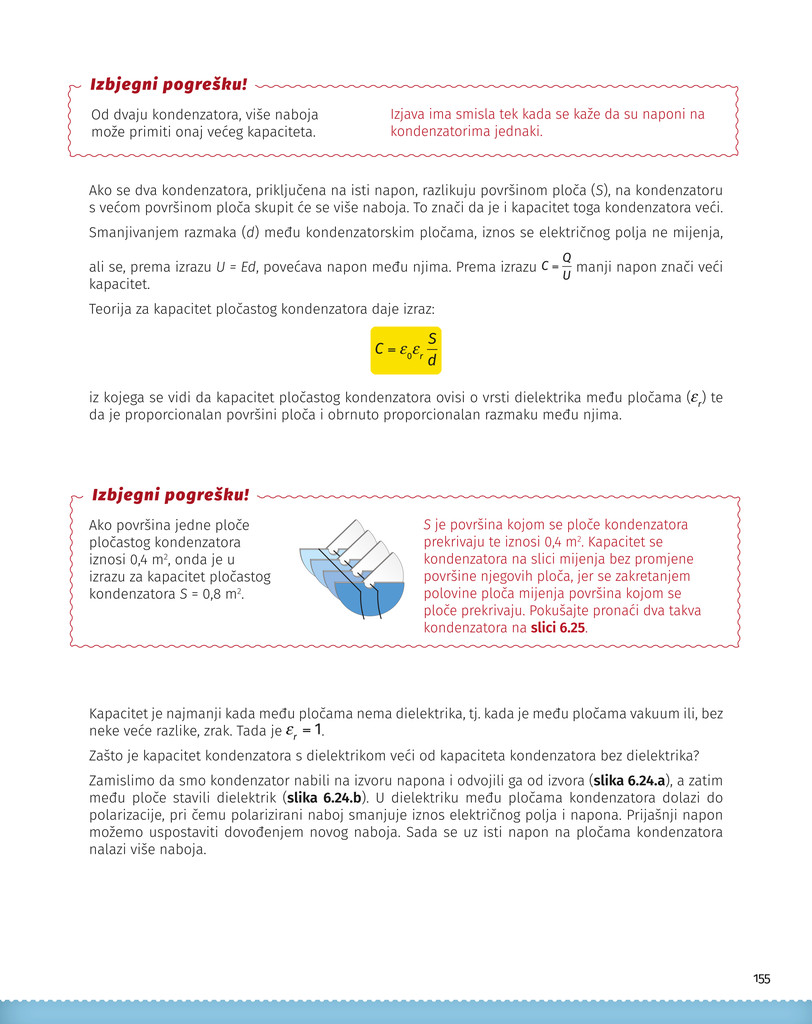 Izbjegni pogrešku!
Od dvaju kondenzatora, više naboja
može primiti onaj većeg kapaciteta.
Izjava ima smisla tek kada se kaže da su naponi na
kondenzatorima jednaki.
Ako se dva kondenzatora, priključena na isti napon, razlikuju površinom ploča (S), na kondenzatoru
s većom površinom ploča skupit će se više naboja. To znači da je i kapacitet toga kondenzatora veći.
Smanjivanjem razmaka (d) među kondenzatorskim pločama, iznos se električnog polja ne mijenja,
ali se, prema izrazu U = Ed, povećava napon među njima. Prema izrazu C = Q/U manji napon znači veći
kapacitet.
Teorija za kapacitet pločastog kondenzatora daje izraz:
C = ε₀εᵣ S/d
iz kojega se vidi da kapacitet pločastog kondenzatora ovisi o vrsti dielektrika među pločama (εᵣ) te
da je proporcionalan površini ploča i obrnuto proporcionalan razmaku među njima.
Izbjegni pogrešku!
Ako površina jedne ploče
pločastog kondenzatora
iznosi 0,4 m², onda je u
izrazu za kapacitet pločastog
kondenzatora S = 0,8 m².
S je površina kojom se ploče kondenzatora
prekrivaju te iznosi 0,4 m². Kapacitet se
kondenzatora na slici mijenja bez promjene
površine njegovih ploča, jer se zakretanjem
polovine ploča mijenja površina kojom se
ploče prekrivaju. Pokušajte pronaći dva takva
kondenzatora na slici 6.25.
Kapacitet je najmanji kada među pločama nema dielektrika, tj. kada je među pločama vakuum ili, bez
neke veće razlike, zrak. Tada je εᵣ = 1.
Zašto je kapacitet kondenzatora s dielektrikom veći od kapaciteta kondenzatora bez dielektrika?
Zamislimo da smo kondenzator nabili na izvoru napona i odvojili ga od izvora (slika 6.24.a), a zatim
među ploče stavili dielektrik (slika 6.24.b). U dielektriku među pločama kondenzatora dolazi do
polarizacije, pri čemu polarizirani naboj smanjuje iznos električnog polja i napona. Prijašnji napon
možemo uspostaviti dovođenjem novog naboja. Sada se uz isti napon na pločama kondenzatora
nalazi više naboja.
155